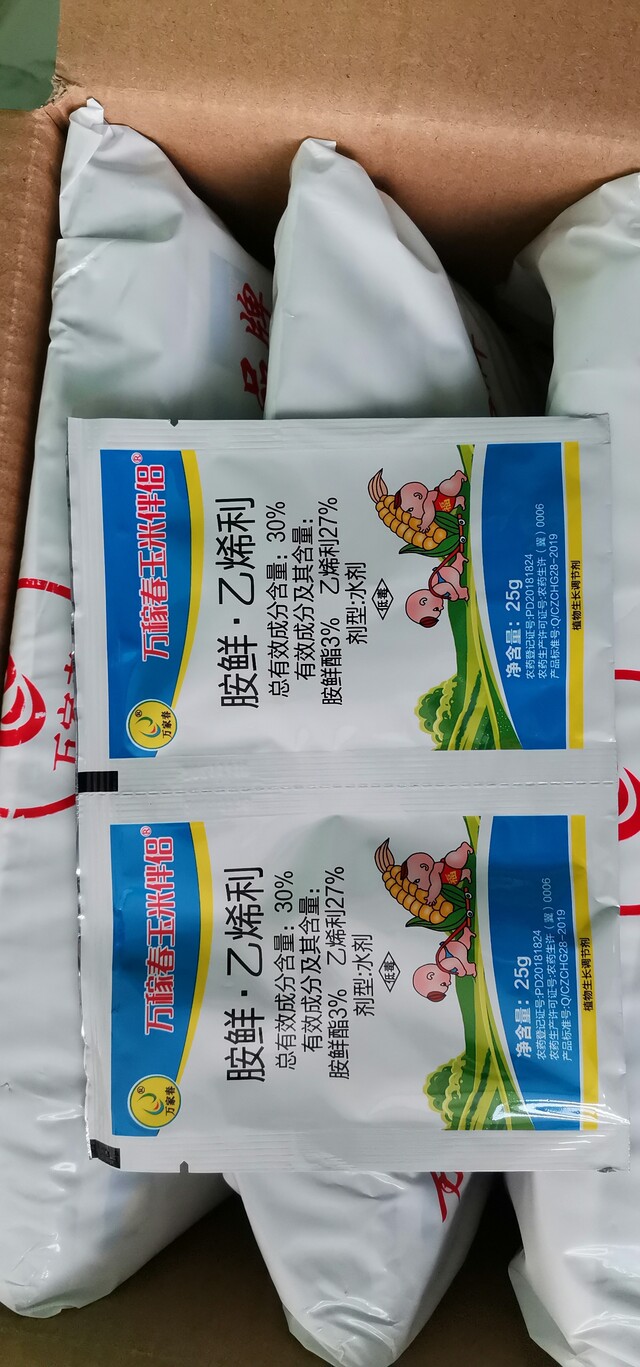 万稼春玉米伴侣®
万家春®
胺鲜·乙烯利
总有效成分含量：30%
有效成分及其含量：
胺鲜酯3% 乙烯利27%
剂型:水剂
低毒
净含量：25g
农药登记证号:PD20181824
农药生产许可证号:农药生许（冀）0006
产品标准号:Q/CZCHG28-2019
植物生长调节剂
万稼春玉米伴侣®
万家春®
胺鲜·乙烯利
总有效成分含量：30%
有效成分及其含量：
胺鲜酯3% 乙烯利27%
剂型:水剂
低毒
净含量：25g
农药登记证号:PD20181824
农药生产许可证号:农药生许（冀）0006
产品标准号:Q/CZCHG28-2019
植物生长调节剂
品牌
万家